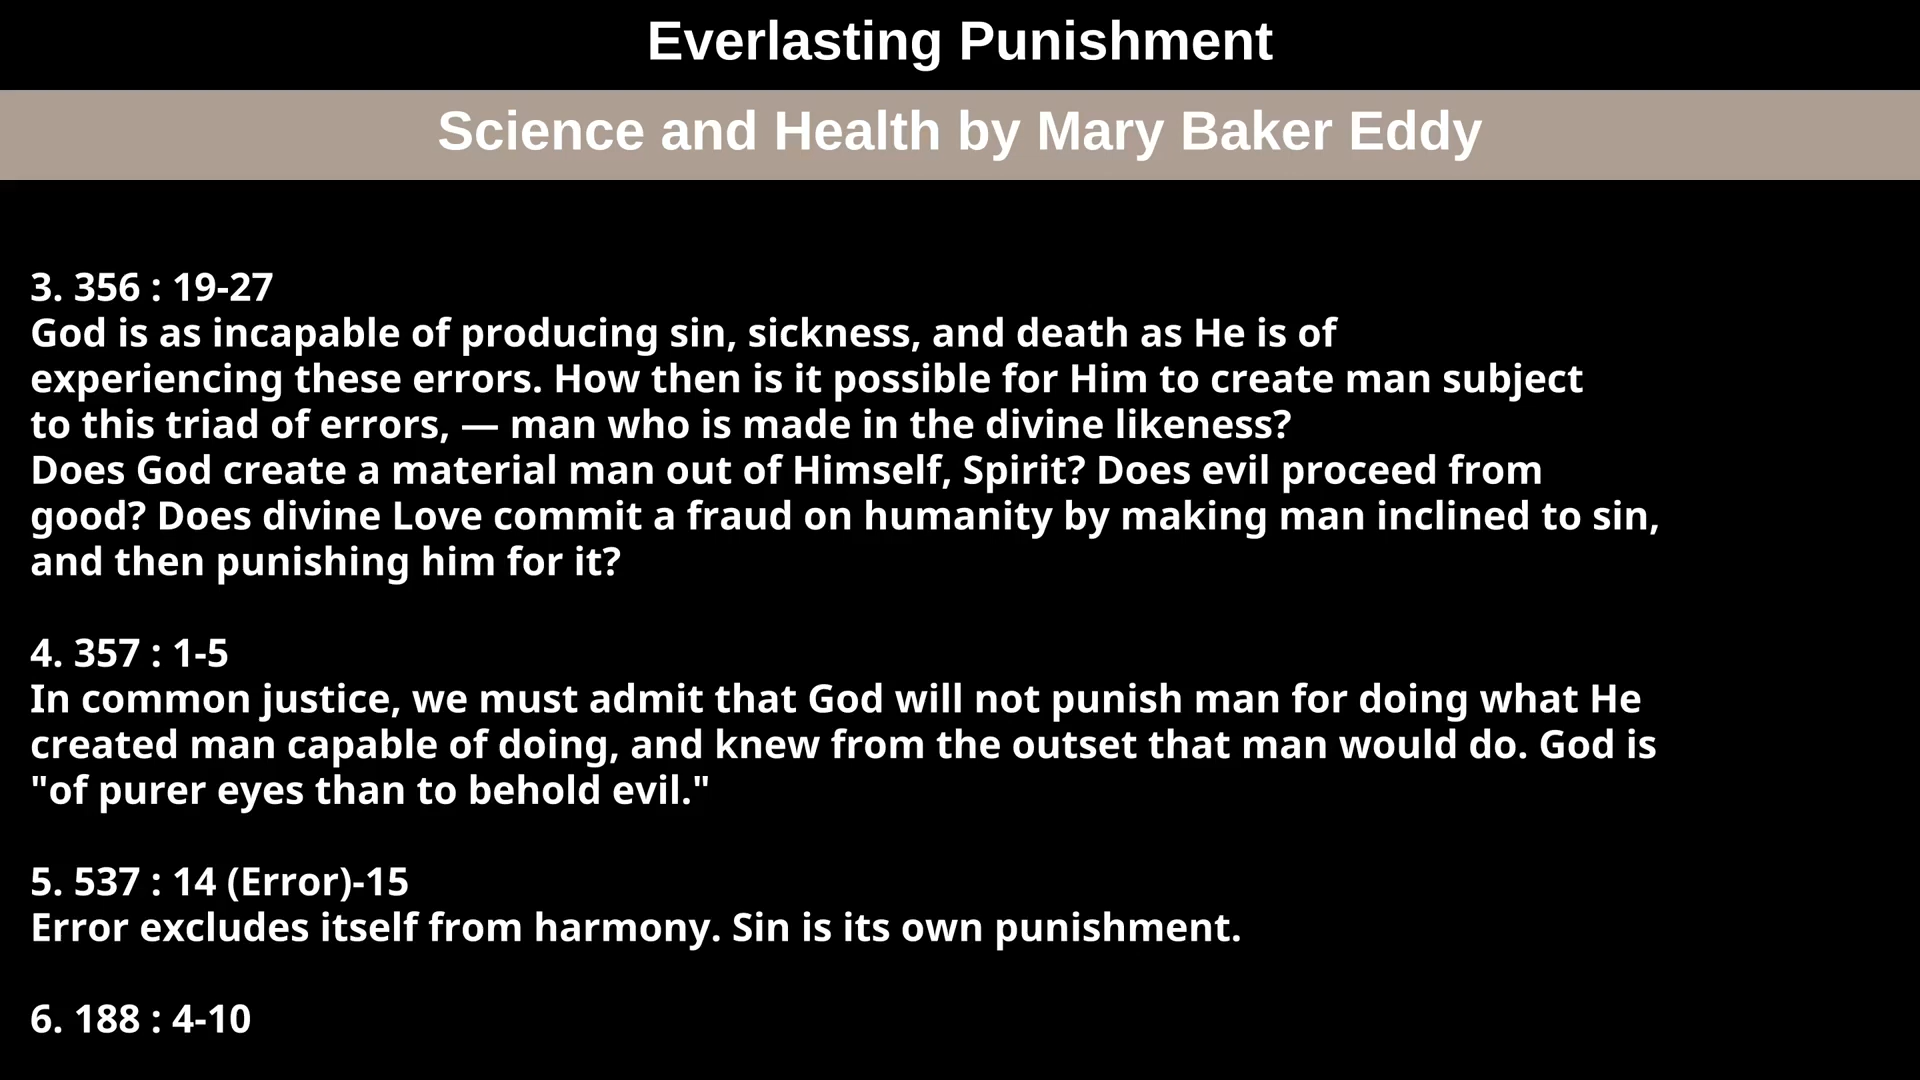 Everlasting Punishment
Science and Health by Mary Baker Eddy
3. 356 : 19-27
God is as incapable of producing sin, sickness, and death as He is of
experiencing these errors. How then is it possible for Him to create man subject
to this triad of errors, — man who is made in the divine likeness?
Does God create a material man out of Himself, Spirit? Does evil proceed from
good? Does divine Love commit a fraud on humanity by making man inclined to sin,
and then punishing him for it?
4. 357 : 1-5
In common justice, we must admit that God will not punish man for doing what He
created man capable of doing, and knew from the outset that man would do. God is
"of purer eyes than to behold evil."
5. 537 : 14 (Error)-15
Error excludes itself from harmony. Sin is its own punishment.
6. 188 : 4-10